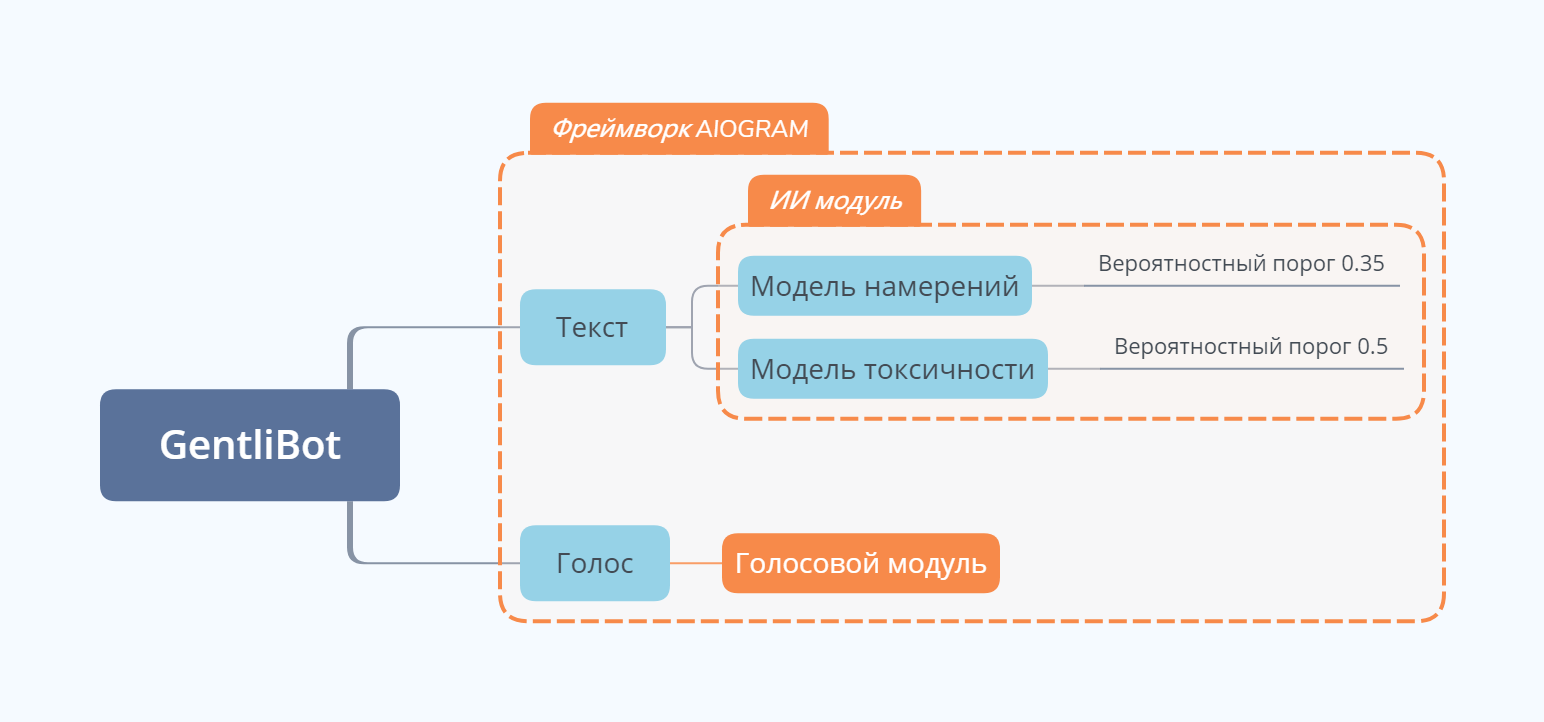 Фреймворк AIOGRAM
ИИ модуль
Модель намерений
Вероятностный порог 0.35
Текст
Модель токсичности
Вероятностный порог 0.5
GentliBot
Голос
Голосовой модуль